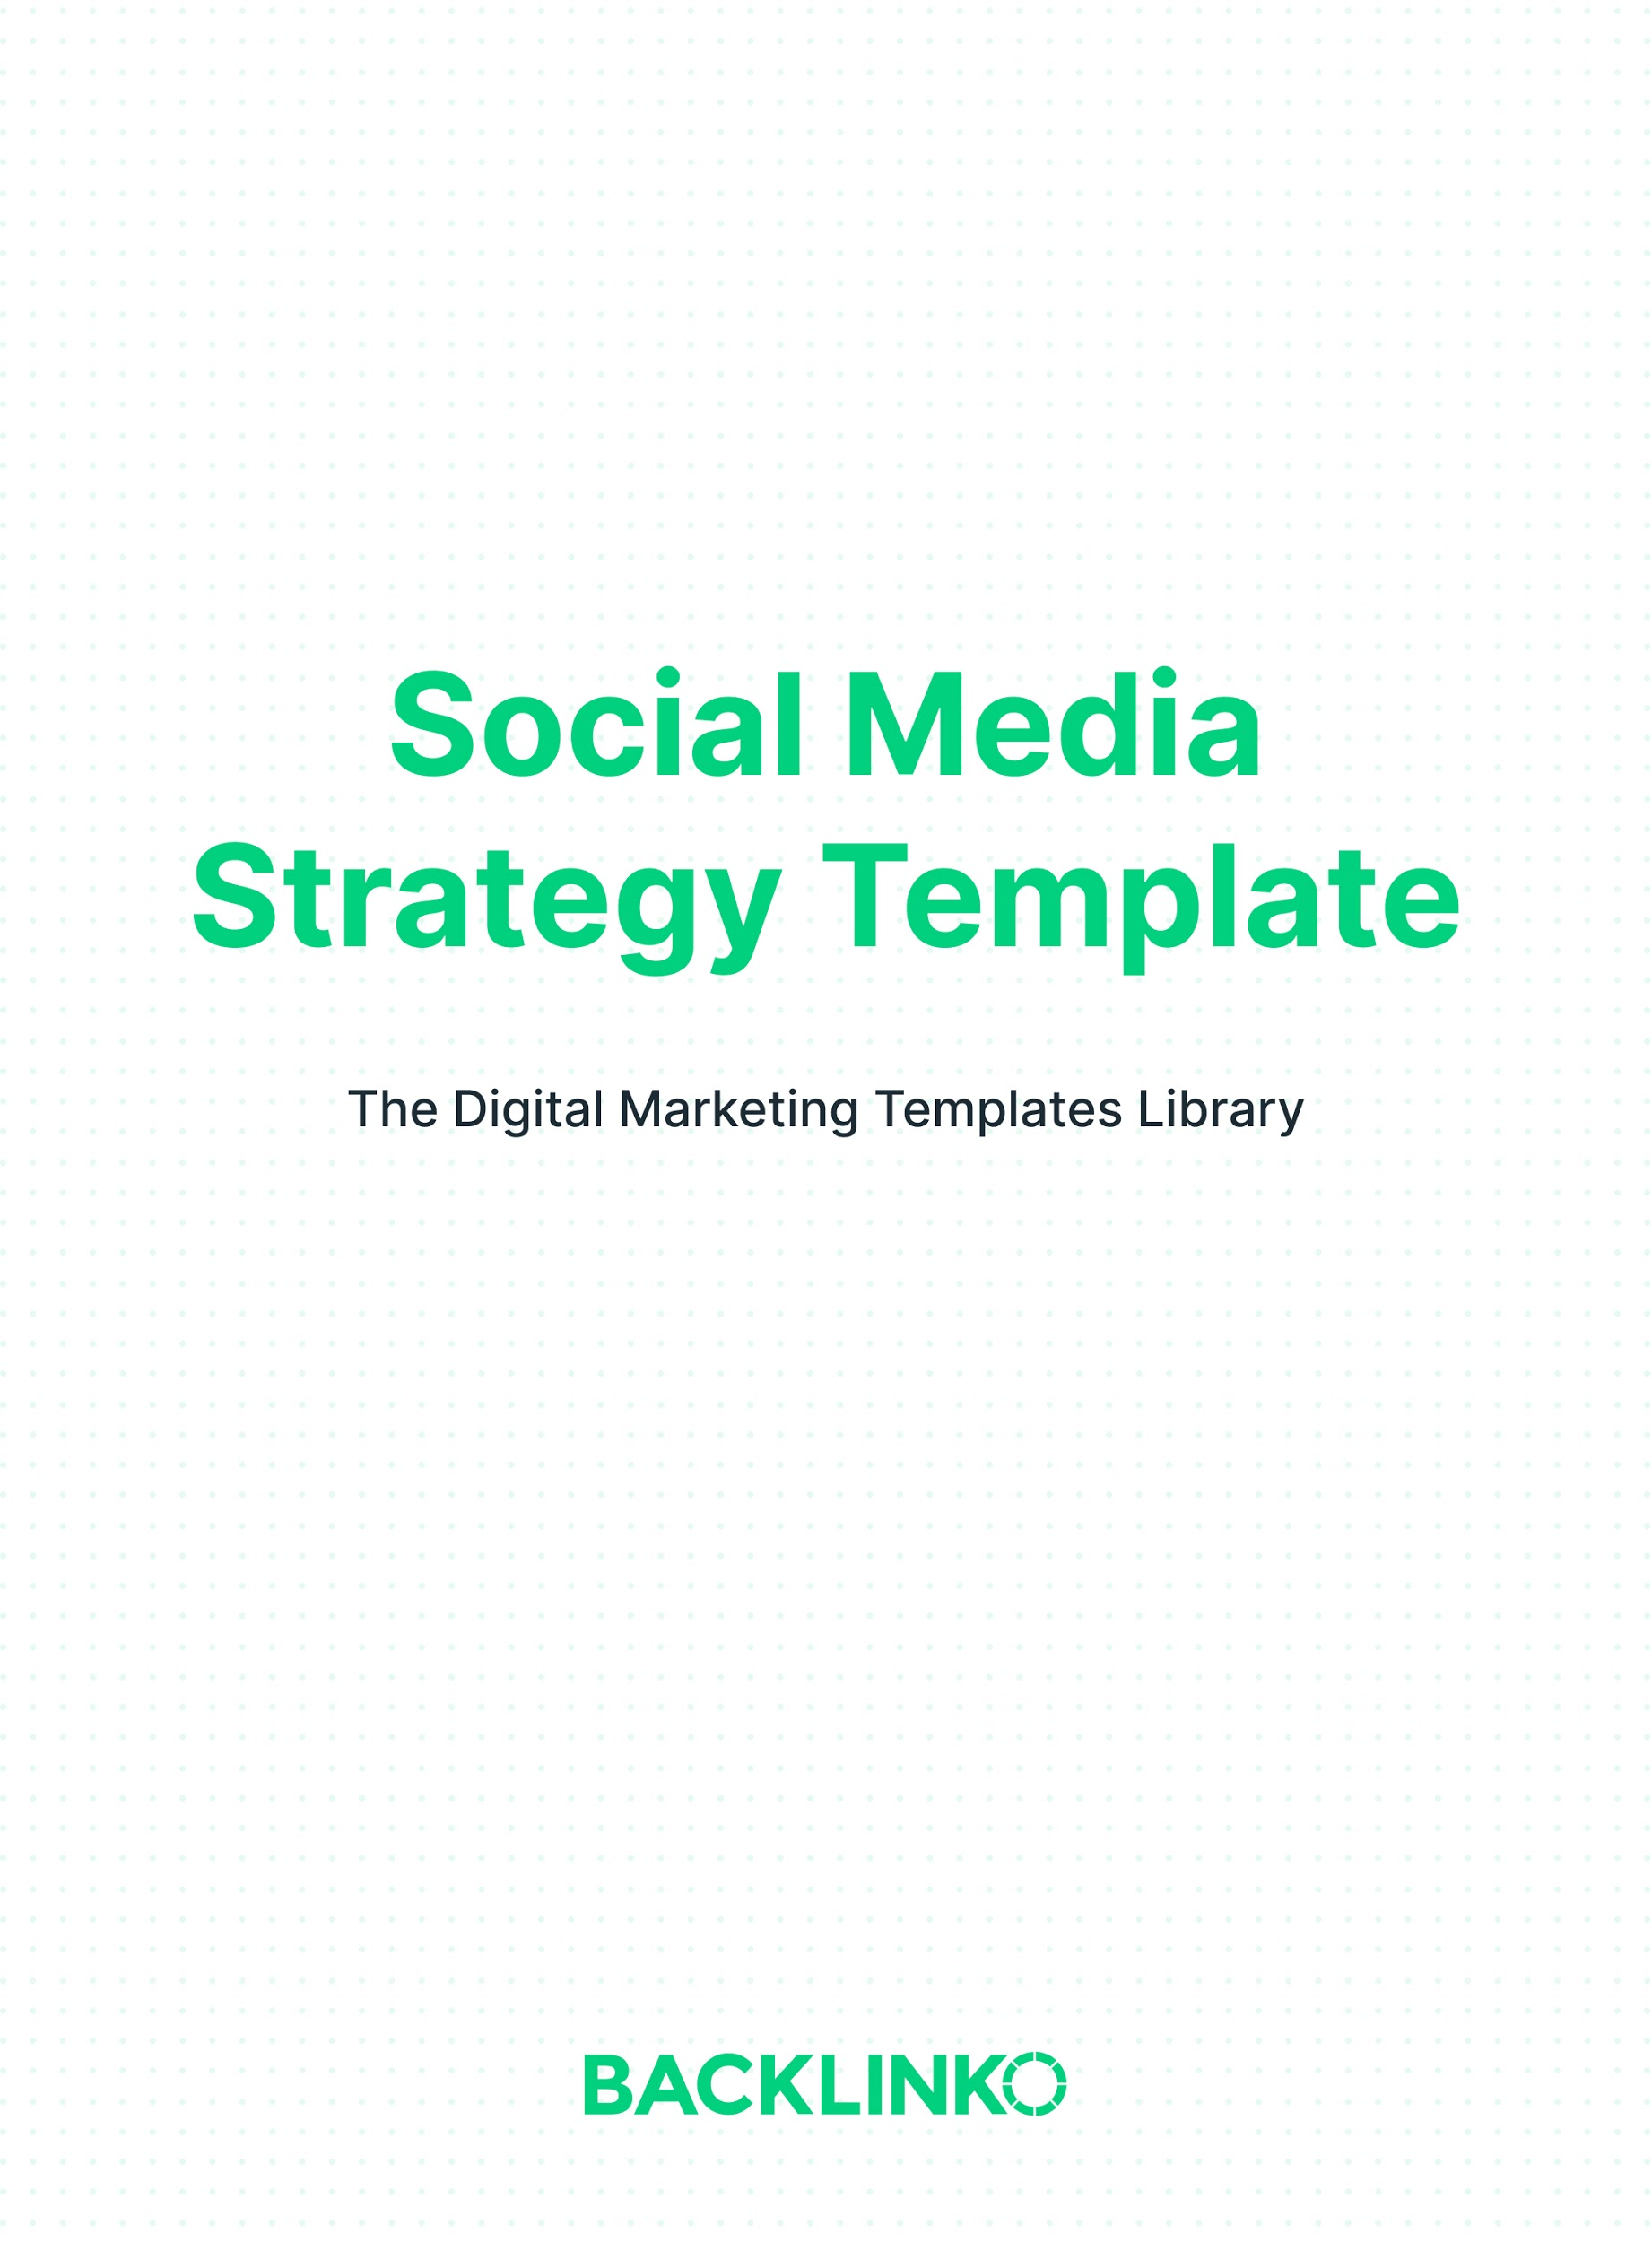 Social Media
Strategy Template
The Digital Marketing Templates Library
BACKLINKO